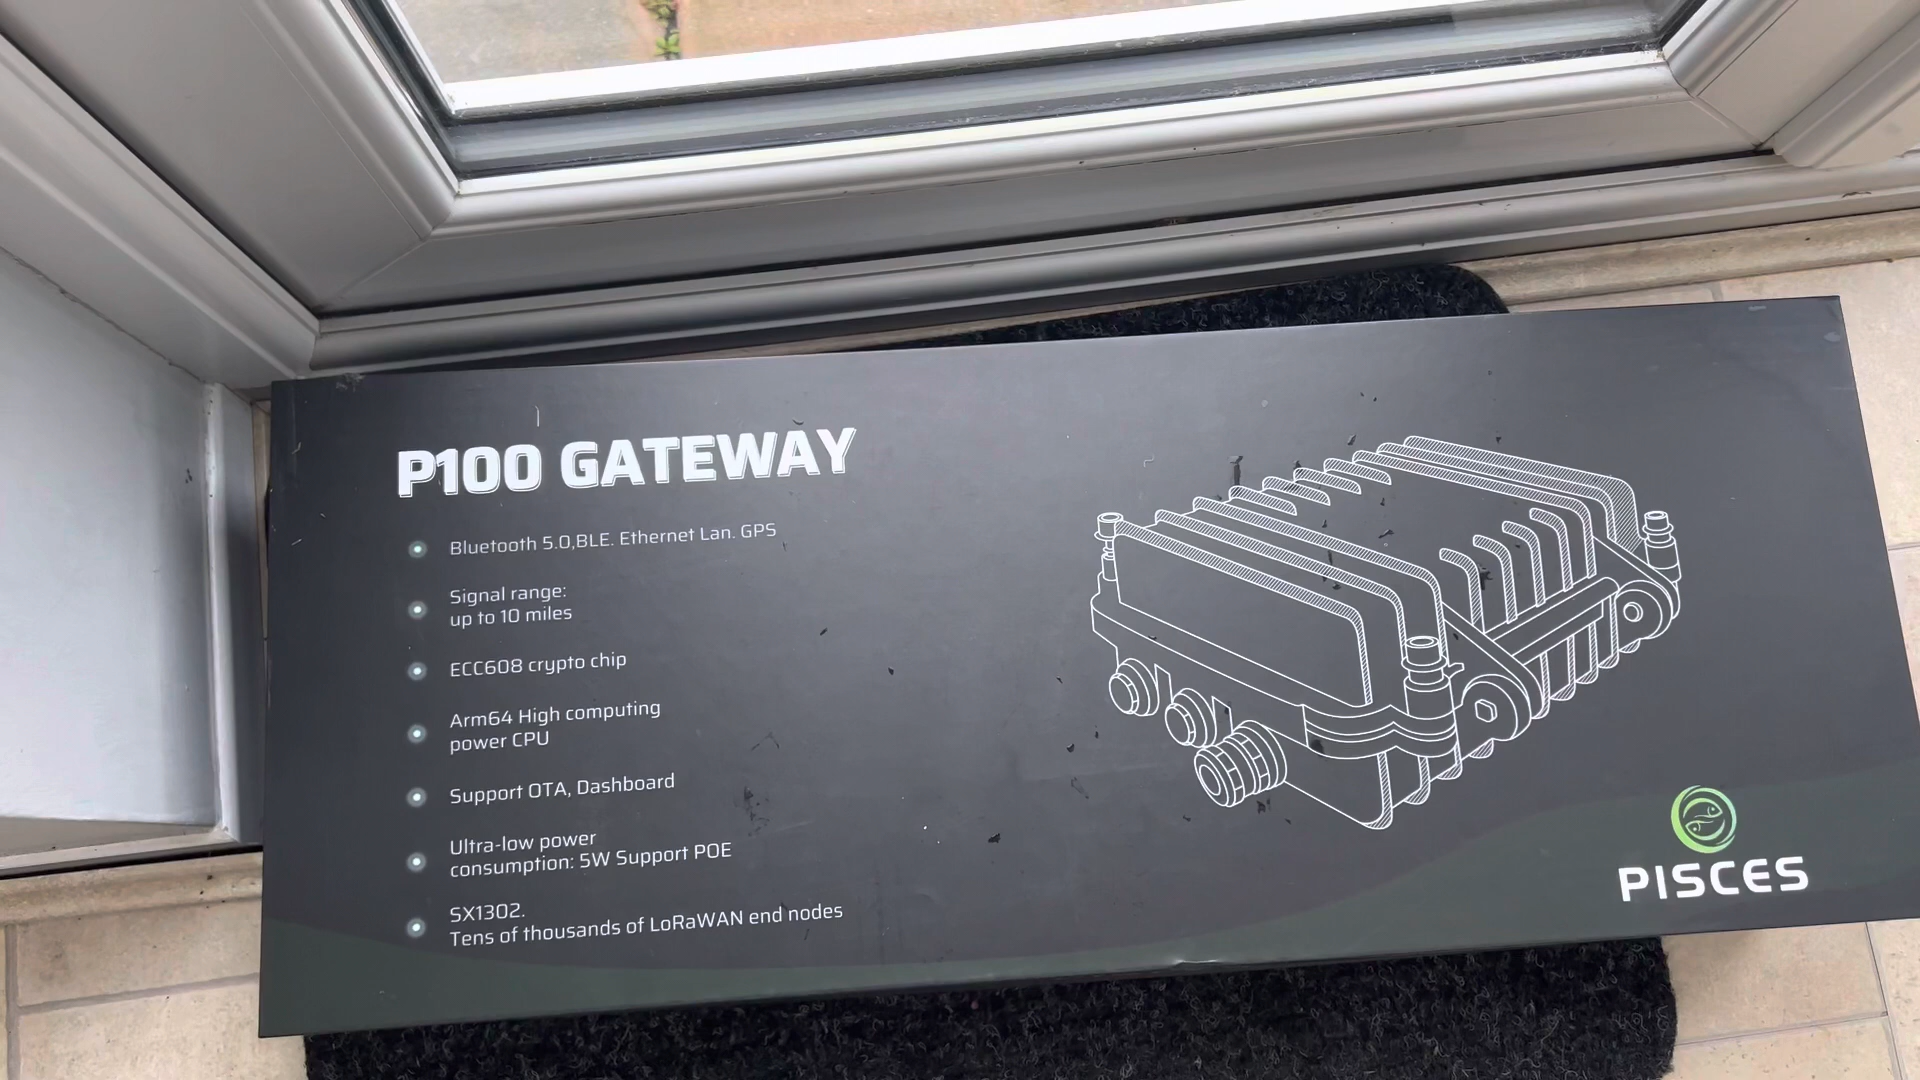 P100 GATEWAY
Bluetooth 5.0,BLE. Ethernet Lan. GPS
Signal range:
up to 10 miles
ECC608 crypto chip
Arm64 High computing
power CPU
Support OTA, Dashboard
Ultra-low power
consumption: 5W Support POE
SX1302.
Tens of thousands of LoRaWAN end nodes
PISCES